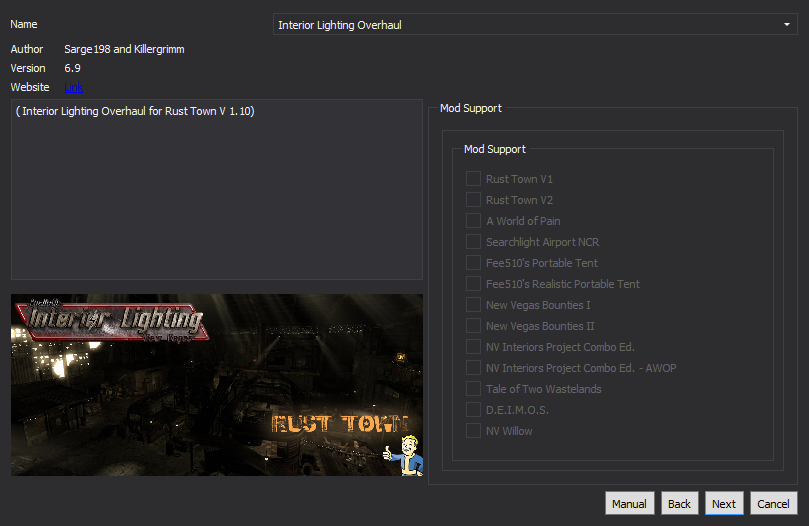 Name
Interior Lighting Overhaul
Author Sarge198 and Killergrimm
Version 6.9
Website Link
( Interior Lighting Overhaul for Rust Town V 1.10)
Mod Support
Mod Support
Rust Town V1
Rust Town V2
A World of Pain
Searchlight Airport NCR
Fee510's Portable Tent
Fee510's Realistic Portable Tent
New Vegas Bounties I
New Vegas Bounties II
NV Interiors Project Combo Ed.
NV Interiors Project Combo Ed. - AWOP
Tale of Two Wastelands
D.E.I.M.O.S.
NV Willow
Interior Lighting
New Vegas
RUST TOWN
Manual Back Next Cancel